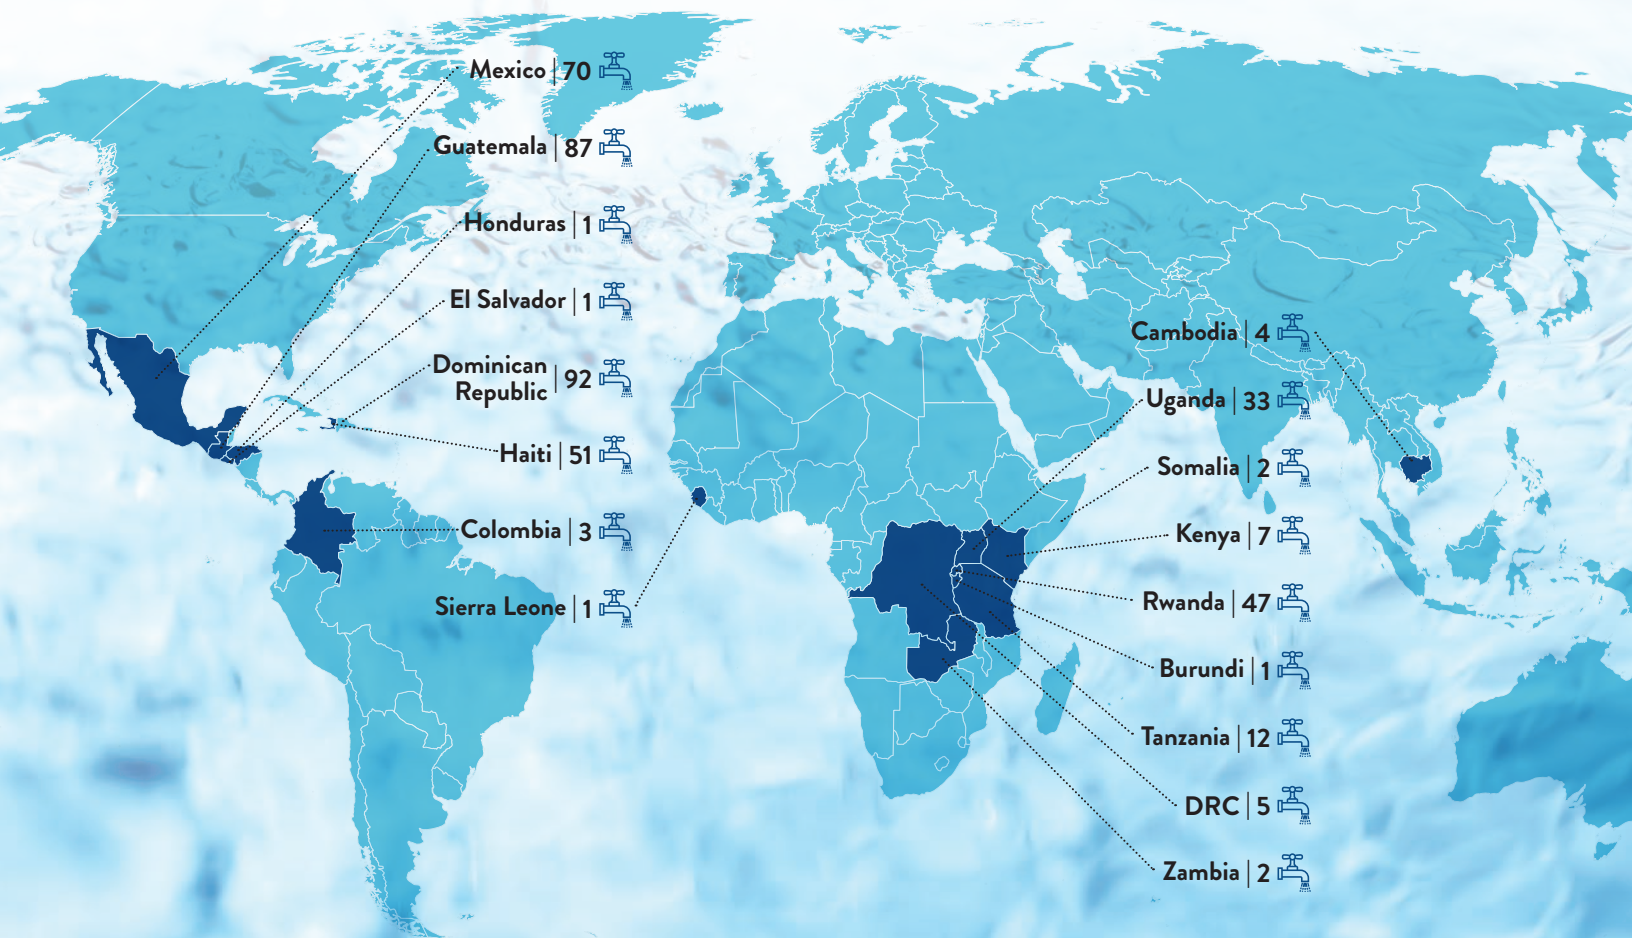 Mexico | 70
Guatemala | 87
Honduras | 1
El Salvador | 1
Dominican
Republic | 92
Haiti | 51
Colombia | 3
Sierra Leone | 1
Cambodia | 4
Uganda | 33
Somalia | 2
Kenya | 7
Rwanda | 47
Burundi | 1
Tanzania | 12
DRC | 5
Zambia | 2